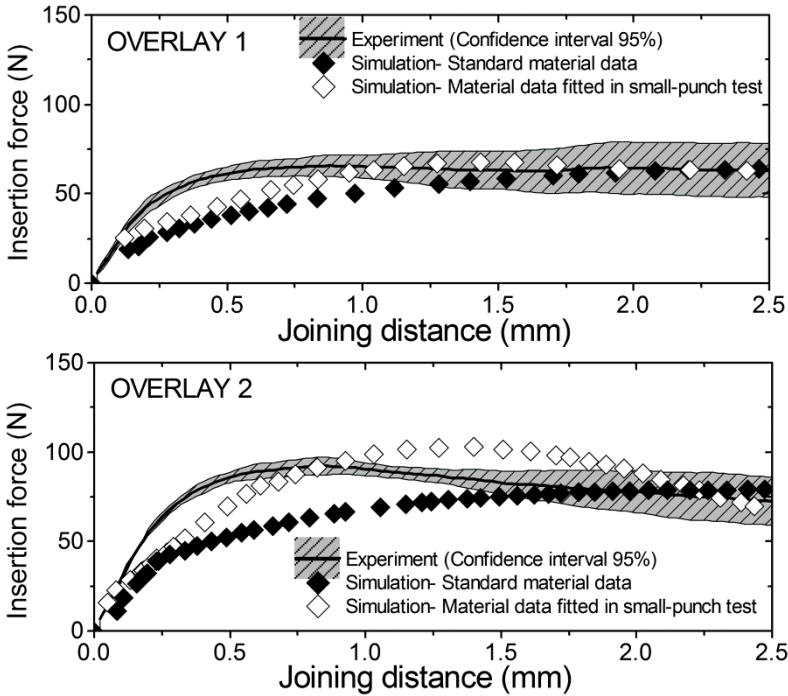 OVERLAY 1
Experiment (Confidence interval 95%)
Simulation- Standard material data
Simulation- Material data fitted in small-punch test
Insertion force (N)
150
100
50
0
0.0 0.5 1.0 1.5 2.0 2.5
Joining distance (mm)
OVERLAY 2
Insertion force (N)
150
100
50
0
Experiment (Confidence interval 95%)
Simulation- Standard material data
Simulation- Material data fitted in small-punch test
0.0 0.5 1.0 1.5 2.0 2.5
Joining distance (mm)